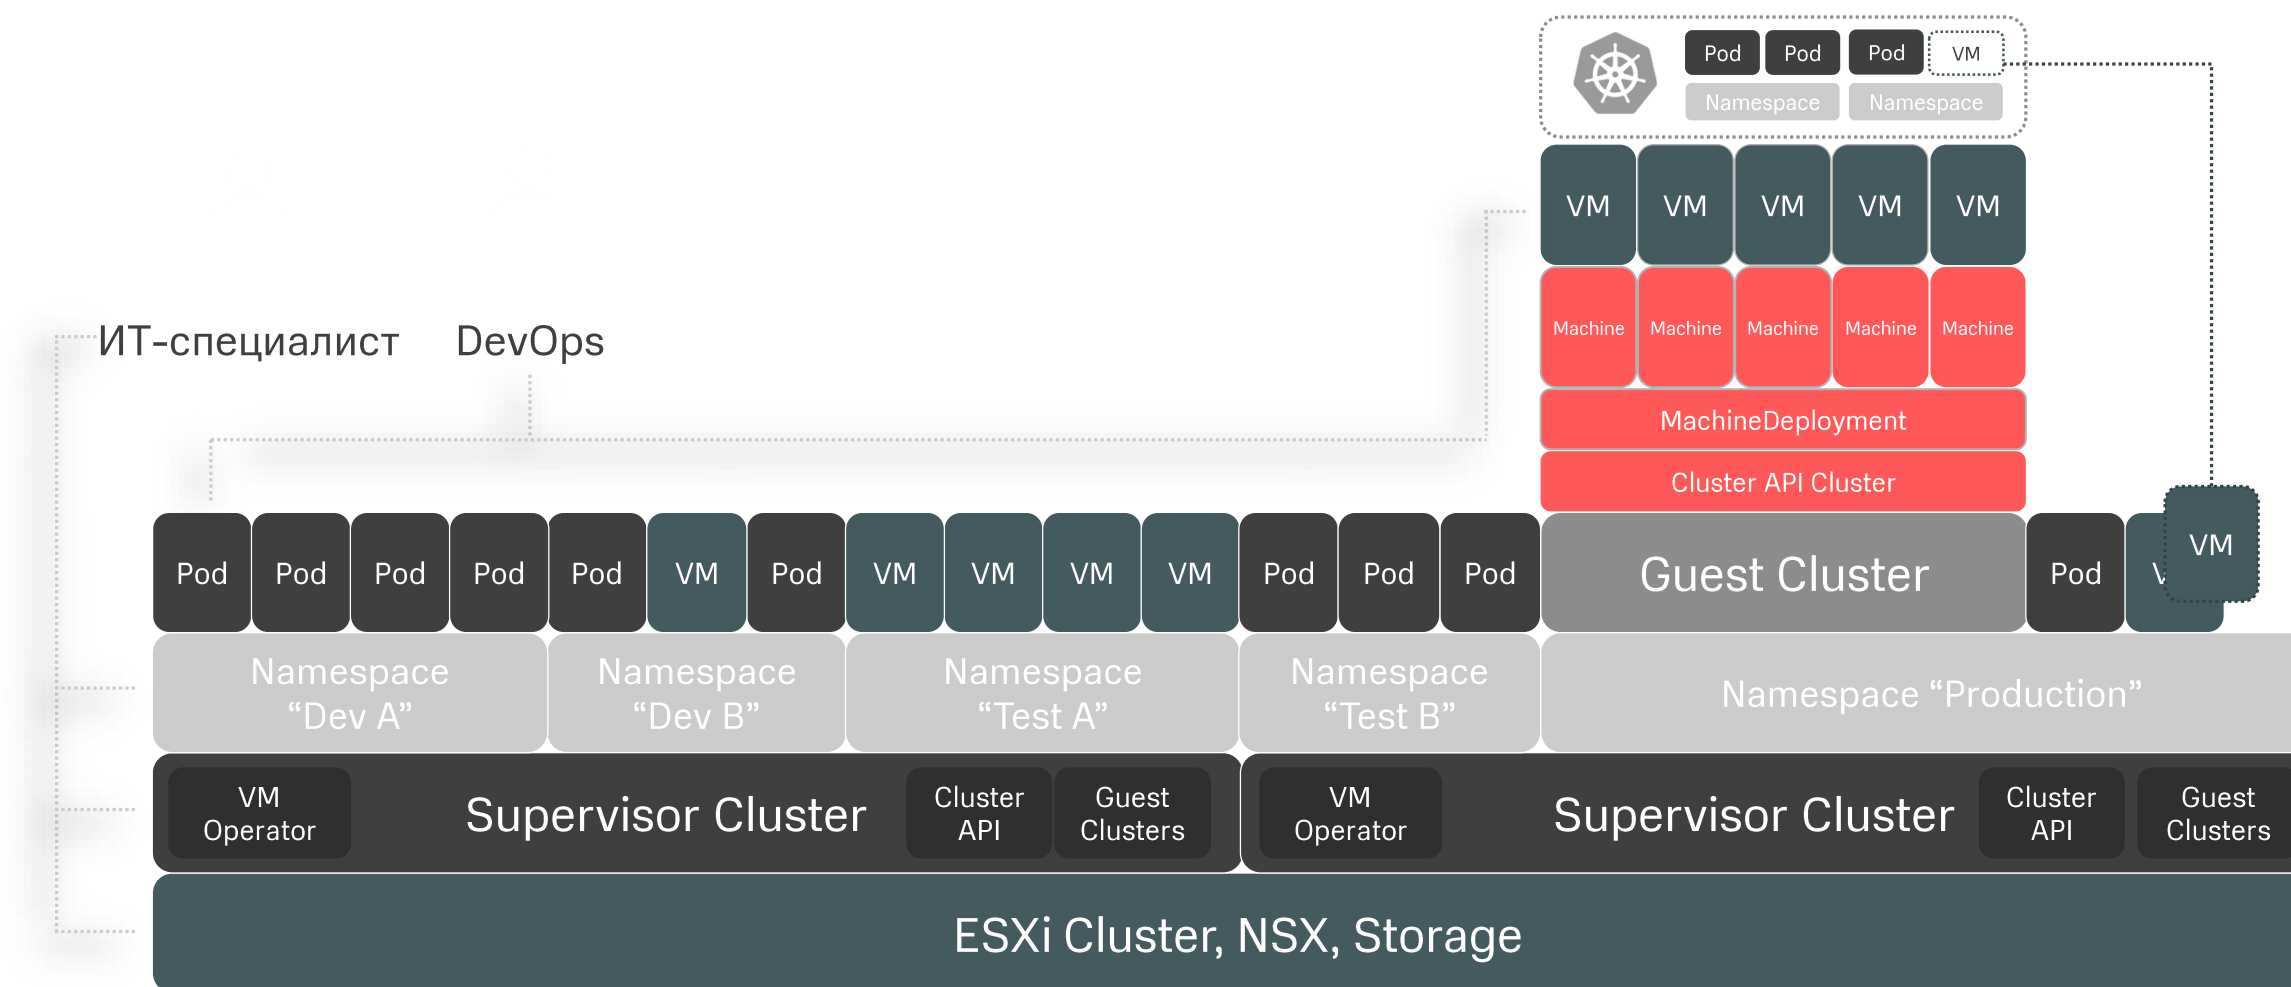 Pod Pod Pod VM
Namespace Namespace
VM VM VM VM VM
Machine Machine Machine Machine Machine
ИТ-специалист DevOps
MachineDeployment
Cluster API Cluster
Pod Pod Pod Pod Pod VM Pod VM VM VM VM Pod Pod Pod Guest Cluster Pod VM
Namespace
“Dev A”
Namespace
“Dev B”
Namespace
“Test A”
Namespace
“Test B”
Namespace “Production”
VM
Operator
Supervisor Cluster
Cluster
API
Guest
Clusters
VM
Operator
Supervisor Cluster
Cluster
API
Guest
Clusters
ESXi Cluster, NSX, Storage